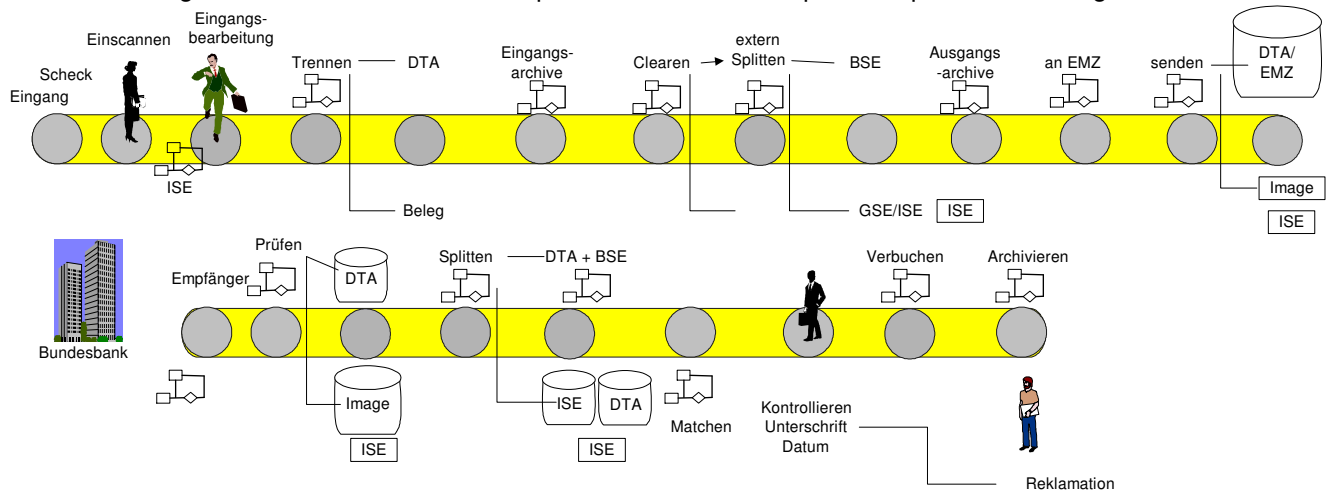 Eingangs-
bearbeitung
Einscannen
Scheck
Eingang
ISE
Trennen
DTA
Beleg
Eingangs-
archive
Clearen
extern
Splitten
BSE
GSE/ISE
ISE
Ausgangs
-archive
an EMZ
senden
DTA/
EMZ
Image
ISE
Bundesbank
Empfänger
Prüfen
DTA
Image
ISE
Splitten
DTA + BSE
ISE
DTA
ISE
Matchen
Kontrollieren
Unterschrift
Datum
Verbuchen
Archivieren
Reklamation